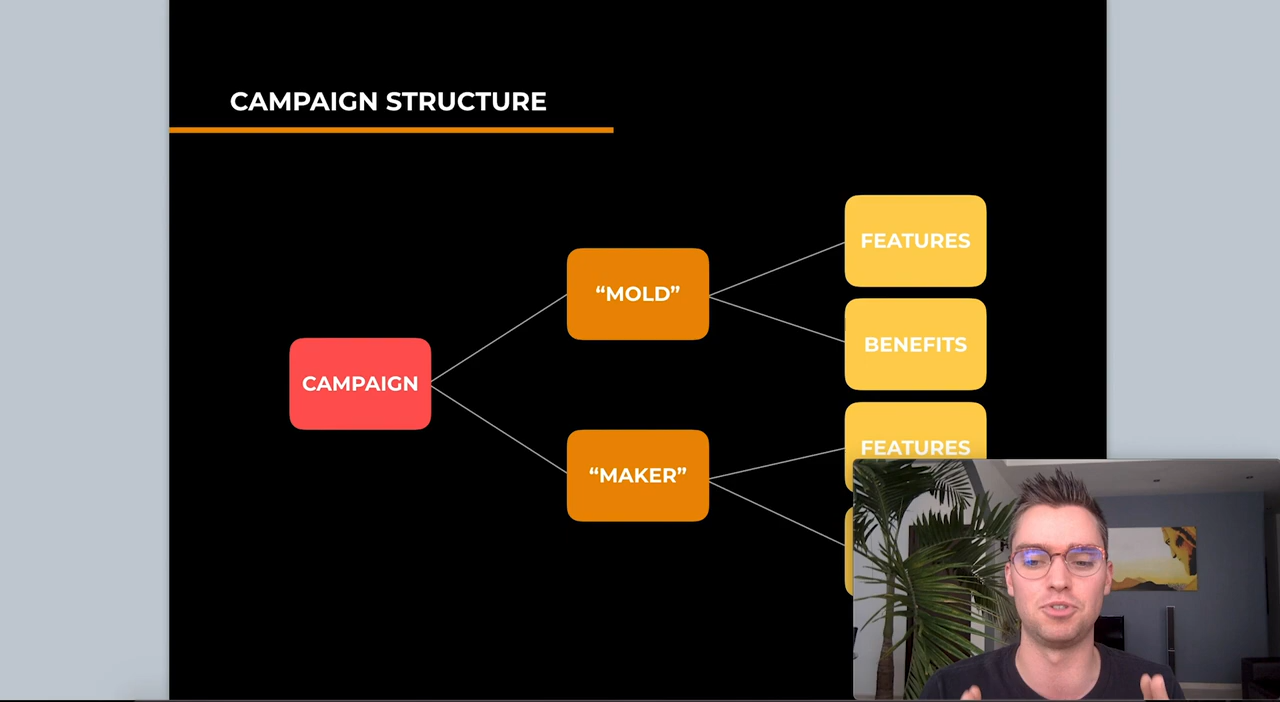 CAMPAIGN STRUCTURE
FEATURES
“MOLD”
BENEFITS
CAMPAIGN
FEATURES
“MAKER”